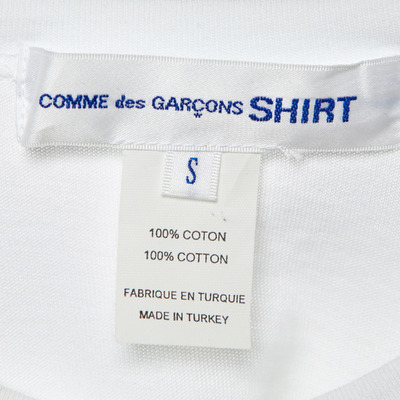 COMME des GARÇONS SHIRT
S
100% COTON
100% COTTON
FABRIQUE EN TURQUIE
MADE IN TURKEY